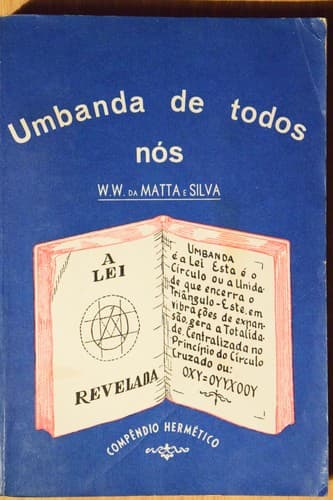 Umbanda de todos
nós
W.W. DA MATTA E SILVA
A
LEI
REVELADA
UMBANDA
é a Lei Esta é o
Círculo ou a Unida-
de que encerra o
Triângulo-Este, em
vibrações de expan-
são, gera a Totalida-
de Centralizada no
Princípio do Círculo
Cruzado ou:
OXY=OYYXOOY
COMPÊNDIO HERMÉTICO